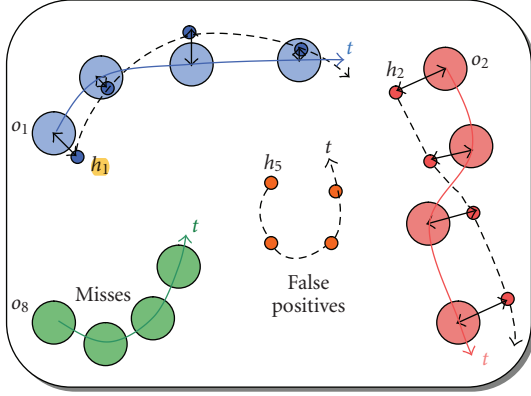 t
o₁
h₁
h₂
o₂
h₅
t
t
Misses
o₈
False
positives
t